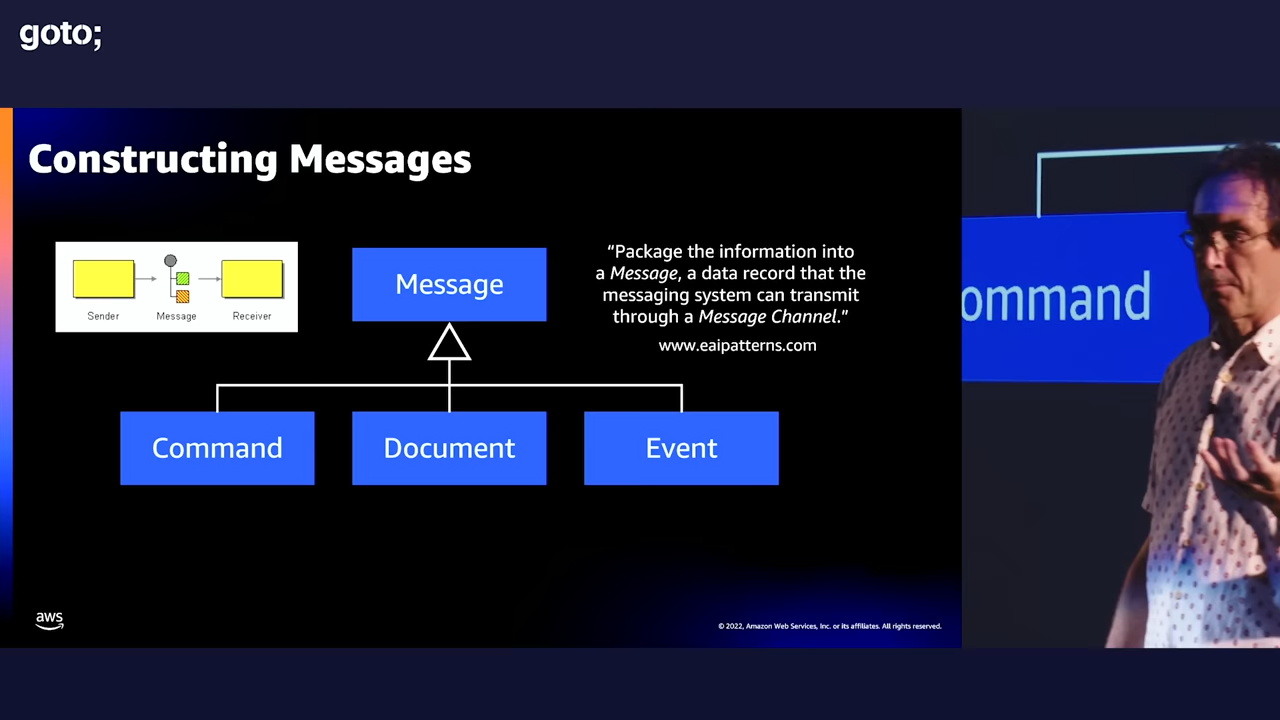 goto;
Constructing Messages
Sender
Message
Receiver
Message
“Package the information into
a Message, a data record that the
messaging system can transmit
through a Message Channel.”
www.eaipatterns.com
Command
Document
Event
aws
© 2022, Amazon Web Services, Inc. or its affiliates. All rights reserved.
ommand